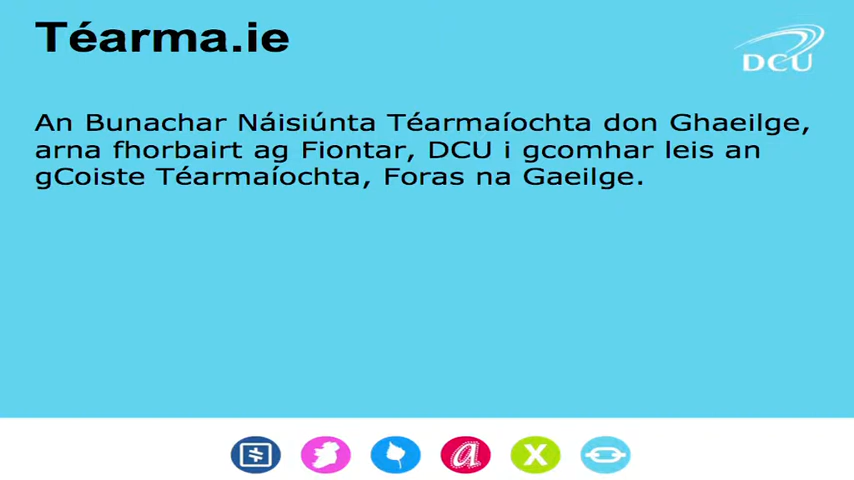 Téarma.ie
DCU
An Bunachar Náisiúnta Téarmaíochta don Ghaeilge,
arna fhorbairt ag Fiontar, DCU i gcomhar leis an
gCoiste Téarmaíochta, Foras na Gaeilge.
a X